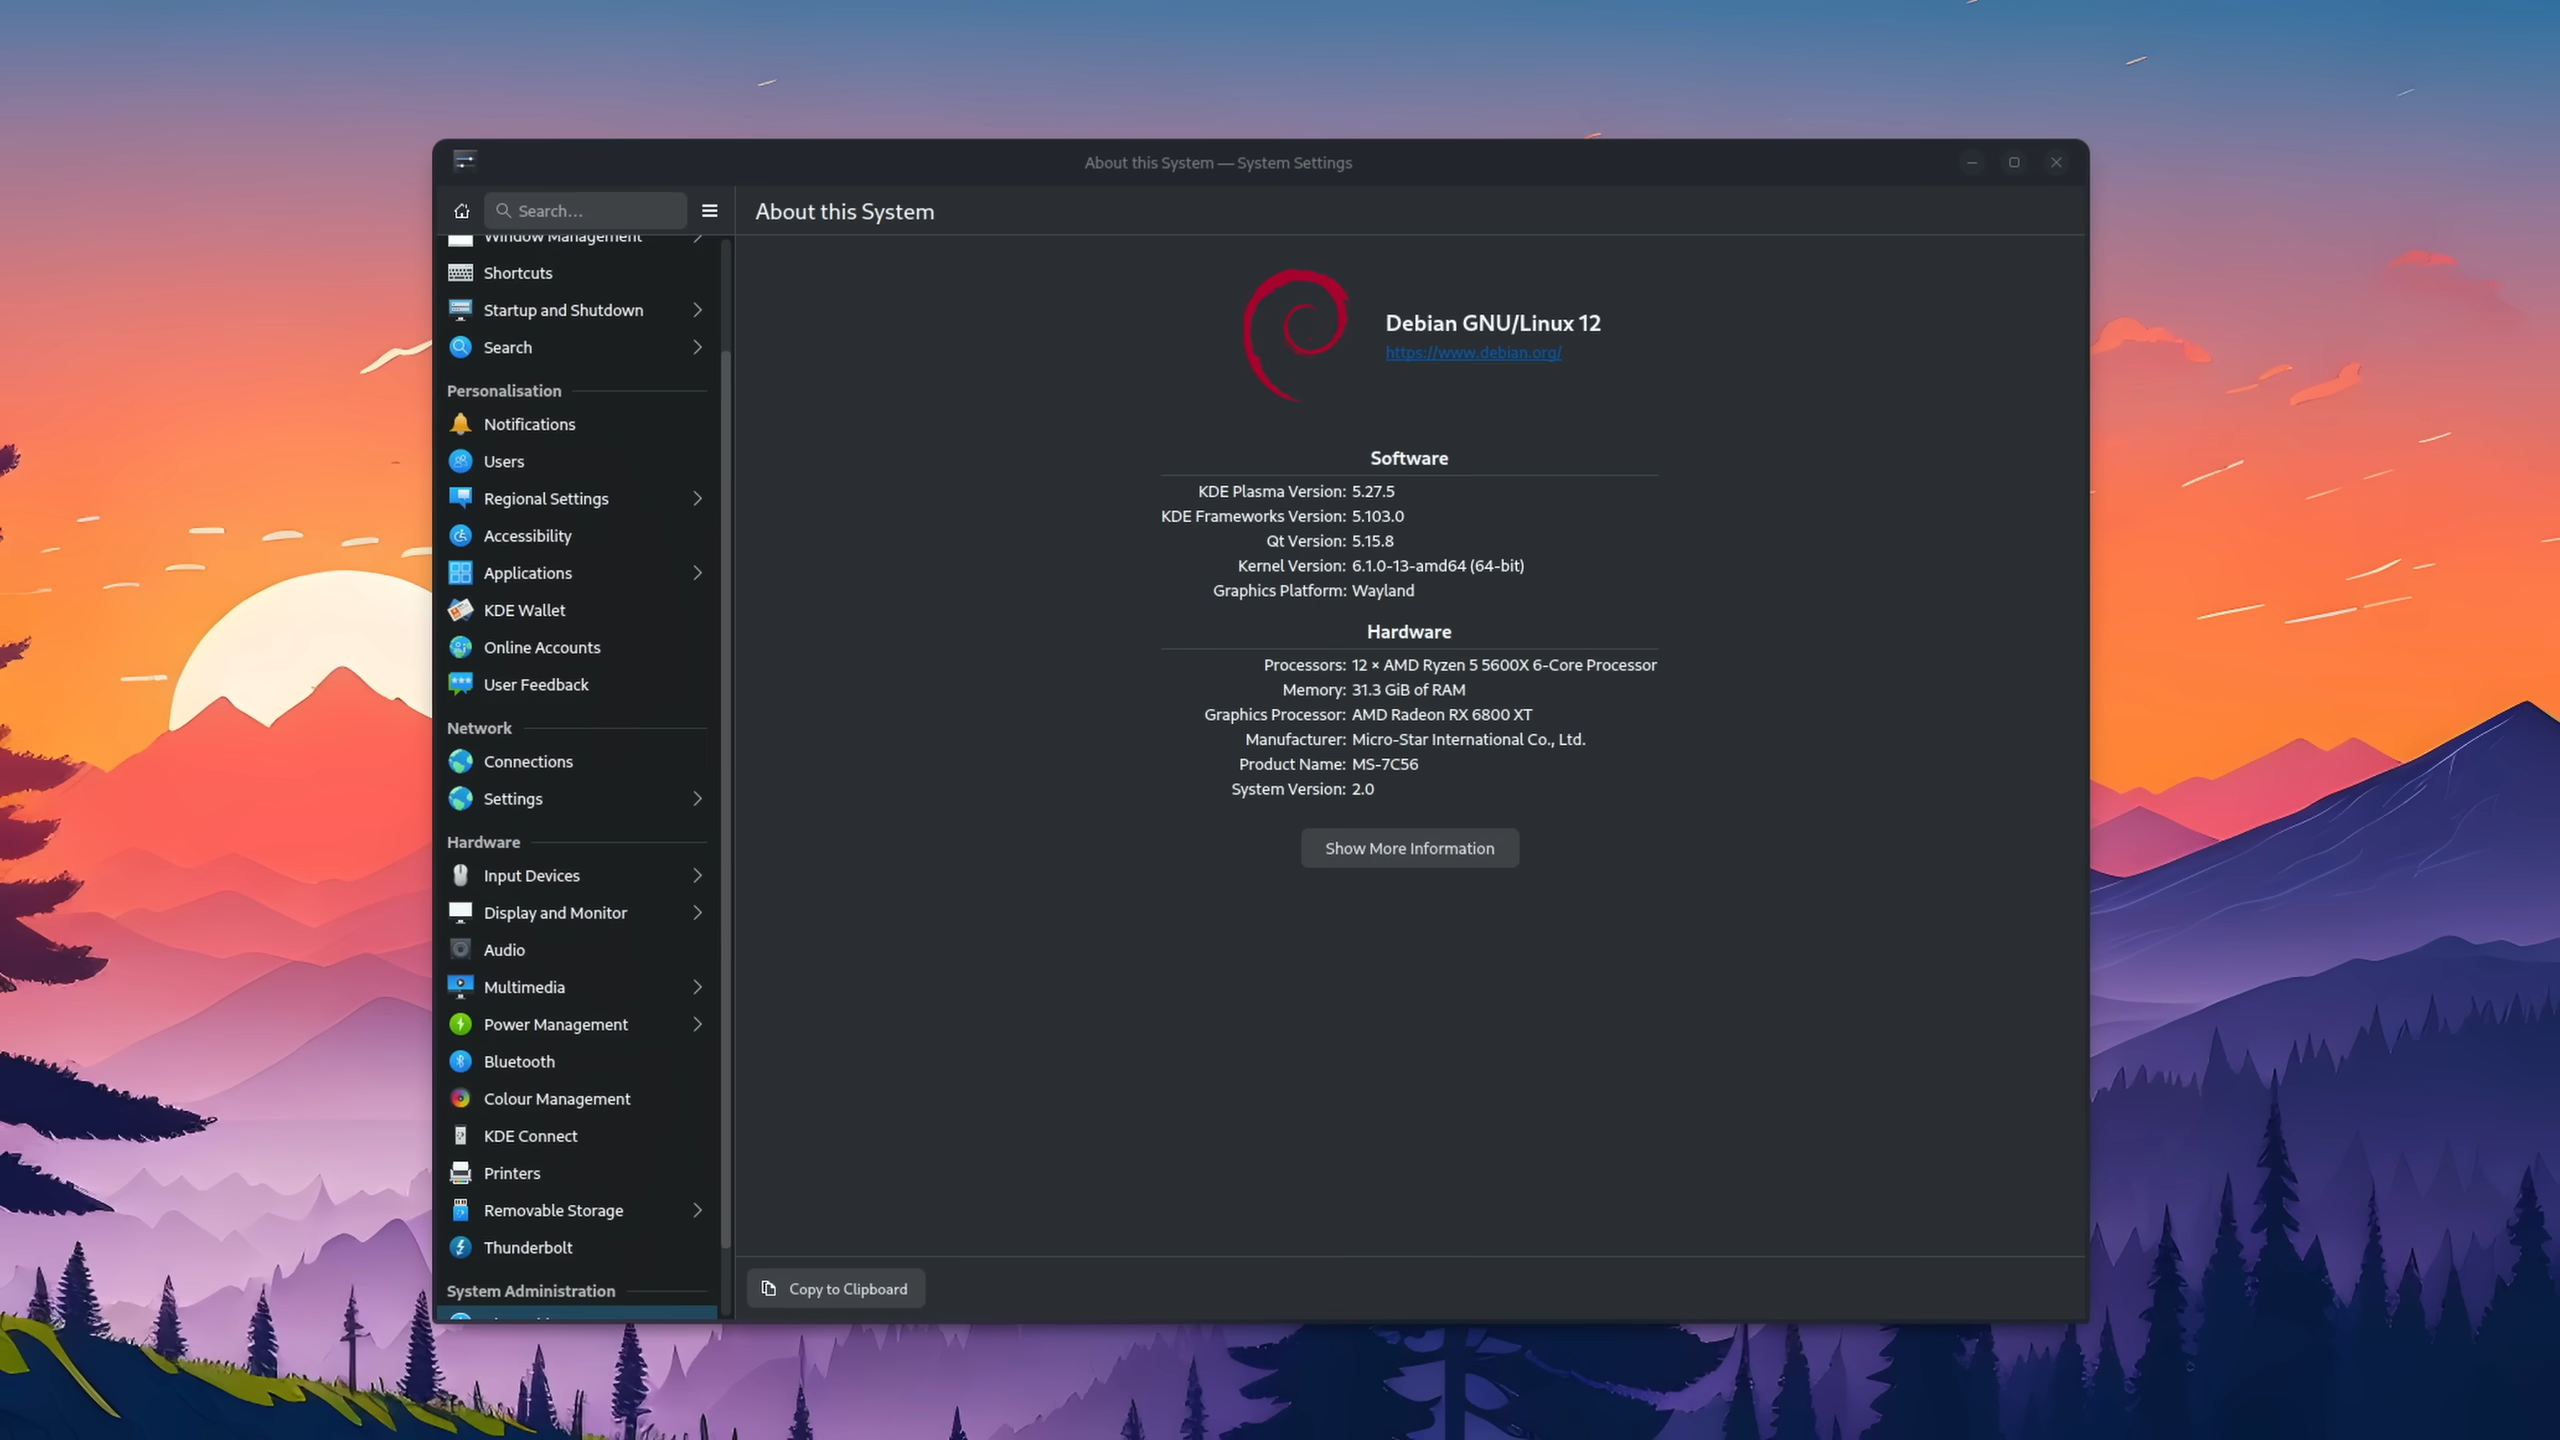 About this System — System Settings
Search...
About this System
Window Management
Shortcuts
Startup and Shutdown
Search
Personalisation
Notifications
Users
Regional Settings
Accessibility
Applications
KDE Wallet
Online Accounts
User Feedback
Network
Connections
Settings
Hardware
Input Devices
Display and Monitor
Audio
Multimedia
Power Management
Bluetooth
Colour Management
KDE Connect
Printers
Removable Storage
Thunderbolt
System Administration
Debian GNU/Linux 12
https://www.debian.org/
Software
KDE Plasma Version: 5.27.5
KDE Frameworks Version: 5.103.0
Qt Version: 5.15.8
Kernel Version: 6.1.0-13-amd64 (64-bit)
Graphics Platform: Wayland
Hardware
Processors: 12 × AMD Ryzen 5 5600X 6-Core Processor
Memory: 31.3 GiB of RAM
Graphics Processor: AMD Radeon RX 6800 XT
Manufacturer: Micro-Star International Co., Ltd.
Product Name: MS-7C56
System Version: 2.0
Show More Information
Copy to Clipboard